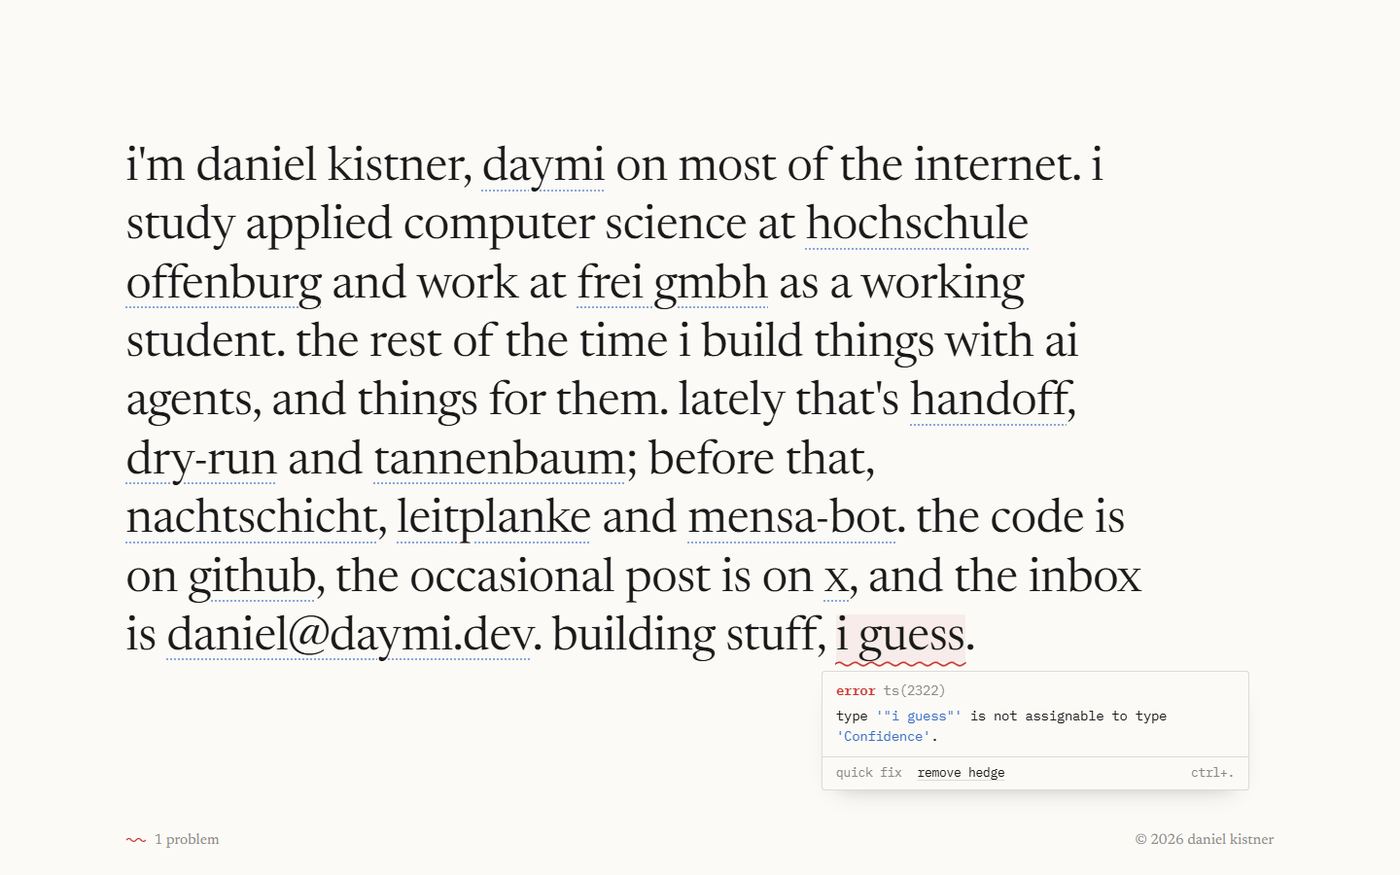 i'm daniel kistner, daymi on most of the internet. i
study applied computer science at hochschule
offenburg and work at frei gmbh as a working
student. the rest of the time i build things with ai
agents, and things for them. lately that's handoff,
dry-run and tannenbaum; before that,
nachtschicht, leitplanke and mensa-bot. the code is
on github, the occasional post is on x, and the inbox
is daniel@daymi.dev. building stuff, i guess.
error ts(2322)
type '"i guess"' is not assignable to type
'Confidence'.
quick fix remove hedge ctrl+.
1 problem
© 2026 daniel kistner